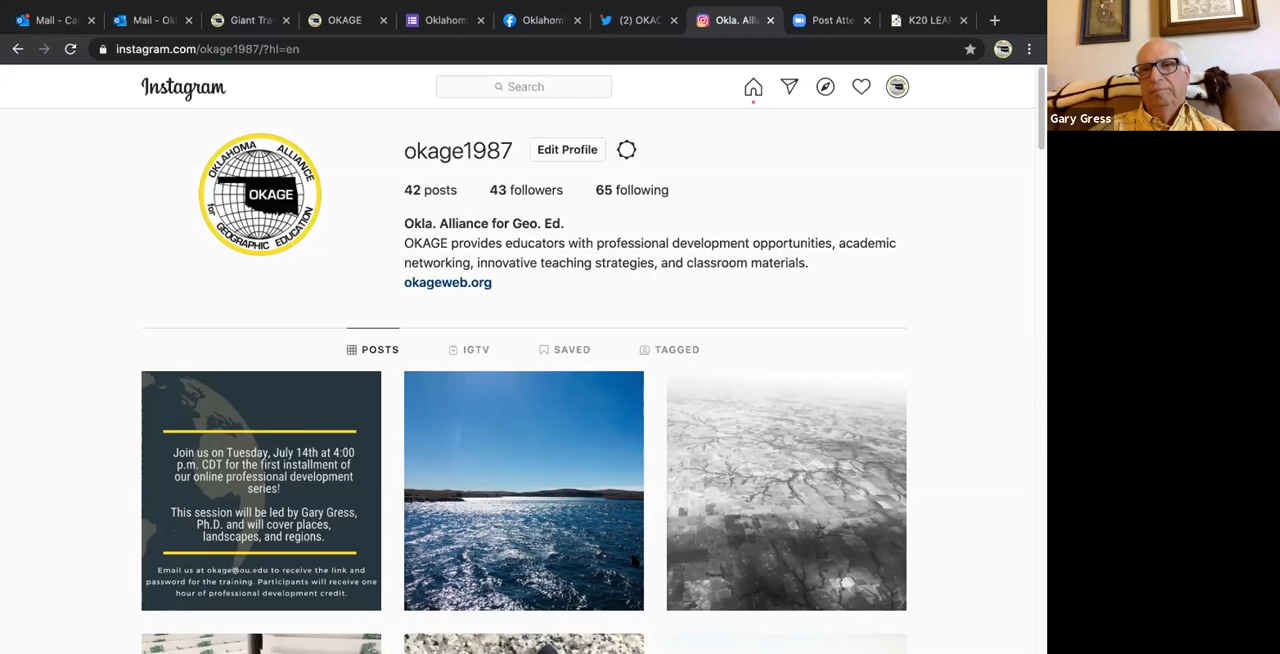 Mail - Ca
Mail - Ok
Giant Tra
OKAGE
Oklahom
Oklahom
(2) OKAC
Okla. Alli
Post Atte
K20 LEA
instagram.com/okage1987/?hl=en
Gary Gress
Instagram
Search
OKLAHOMA ALLIANCE
OKAGE
for GEOGRAPHIC EDUCATION
okage1987
Edit Profile
42 posts
43 followers
65 following
Okla. Alliance for Geo. Ed.
OKAGE provides educators with professional development opportunities, academic
networking, innovative teaching strategies, and classroom materials.
okageweb.org
POSTS
IGTV
SAVED
TAGGED
Join us on Tuesday, July 14th at 4:00
p.m. CDT for the first installment of
our online professional development
series!
This session will be led by Gary Gress,
Ph.D. and will cover places,
landscapes, and regions.
Email us at okage@ou.edu to receive the link and
password for the training. Participants will receive one
hour of professional development credit.